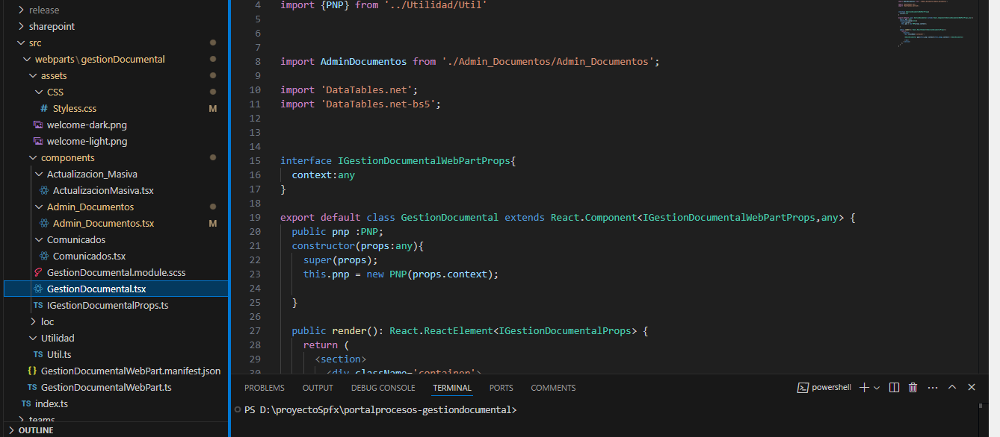 release
sharepoint
src
webparts\gestionDocumental
assets
CSS
# Styless.css M
welcome-dark.png
welcome-light.png
components
Actualizacion_Masiva
ActualizacionMasiva.tsx
Admin_Documentos
Admin_Documentos.tsx M
Comunicados
Comunicados.tsx
GestionDocumental.module.scss
GestionDocumental.tsx
TS IGestionDocumentalProps.ts
loc
Utilidad
TS Util.ts
{} GestionDocumentalWebPart.manifest.json
TS GestionDocumentalWebPart.ts
TS index.ts
teams
OUTLINE
4 import {PNP} from '../Utilidad/Util'
5
6
7
8 import AdminDocumentos from './Admin_Documentos/Admin_Documentos';
9
10 import 'DataTables.net';
11 import 'DataTables.net-bs5';
12
13
14
15 interface IGestionDocumentalWebPartProps{
16 context:any
17 }
18
19 export default class GestionDocumental extends React.Component<IGestionDocumentalWebPartProps,any> {
20 public pnp :PNP;
21 constructor(props:any){
22 super(props);
23 this.pnp = new PNP(props.context);
24
25 }
26
27 public render(): React.ReactElement<IGestionDocumentalProps> {
28 return (
29 <section>
30 <div className='container'>
PROBLEMS OUTPUT DEBUG CONSOLE TERMINAL PORTS COMMENTS powershell
PS D:\proyectoSpfx\portalprocesos-gestiondocumental>